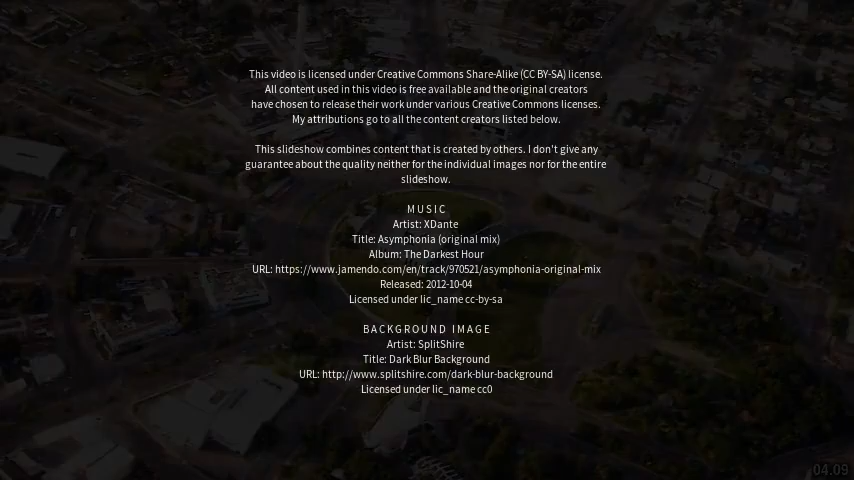 This video is licensed under Creative Commons Share-Alike (CC BY-SA) license.
All content used in this video is free available and the original creators
have chosen to release their work under various Creative Commons licenses.
My attributions go to all the content creators listed below.
This slideshow combines content that is created by others. I don't give any
guarantee about the quality neither for the individual images nor for the entire
slideshow.
MUSIC
Artist: XDante
Title: Asymphonia (original mix)
Album: The Darkest Hour
URL: https://www.jamendo.com/en/track/970521/asymphonia-original-mix
Released: 2012-10-04
Licensed under lic_name cc-by-sa
BACKGROUND IMAGE
Artist: SplitShire
Title: Dark Blur Background
URL: http://www.splitshire.com/dark-blur-background
Licensed under lic_name cc0
04.09